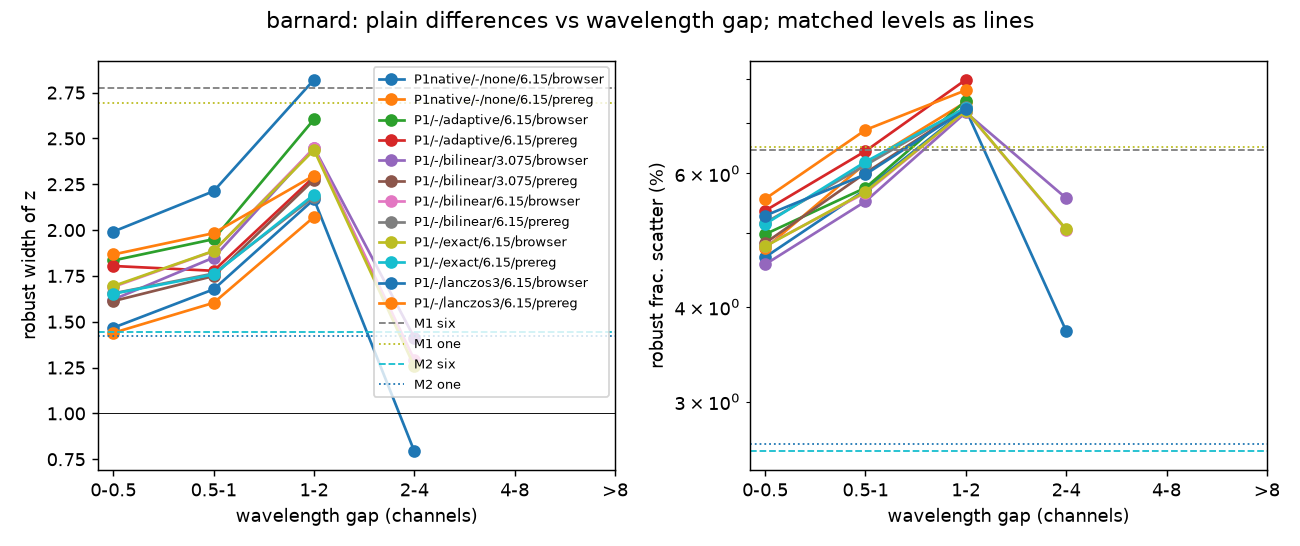 barnard: plain differences vs wavelength gap; matched levels as lines
robust width of z
2.75
2.50
2.25
2.00
1.75
1.50
1.25
1.00
0.75
0-0.5
0.5-1
1-2
2-4
4-8
>8
wavelength gap (channels)
P1native/-/none/6.15/browser
P1native/-/none/6.15/prereg
P1/-/adaptive/6.15/browser
P1/-/adaptive/6.15/prereg
P1/-/bilinear/3.075/browser
P1/-/bilinear/3.075/prereg
P1/-/bilinear/6.15/browser
P1/-/bilinear/6.15/prereg
P1/-/exact/6.15/browser
P1/-/exact/6.15/prereg
P1/-/lanczos3/6.15/browser
P1/-/lanczos3/6.15/prereg
M1 six
M1 one
M2 six
M2 one
robust frac. scatter (%)
6 × 10⁰
4 × 10⁰
3 × 10⁰
0-0.5
0.5-1
1-2
2-4
4-8
>8
wavelength gap (channels)